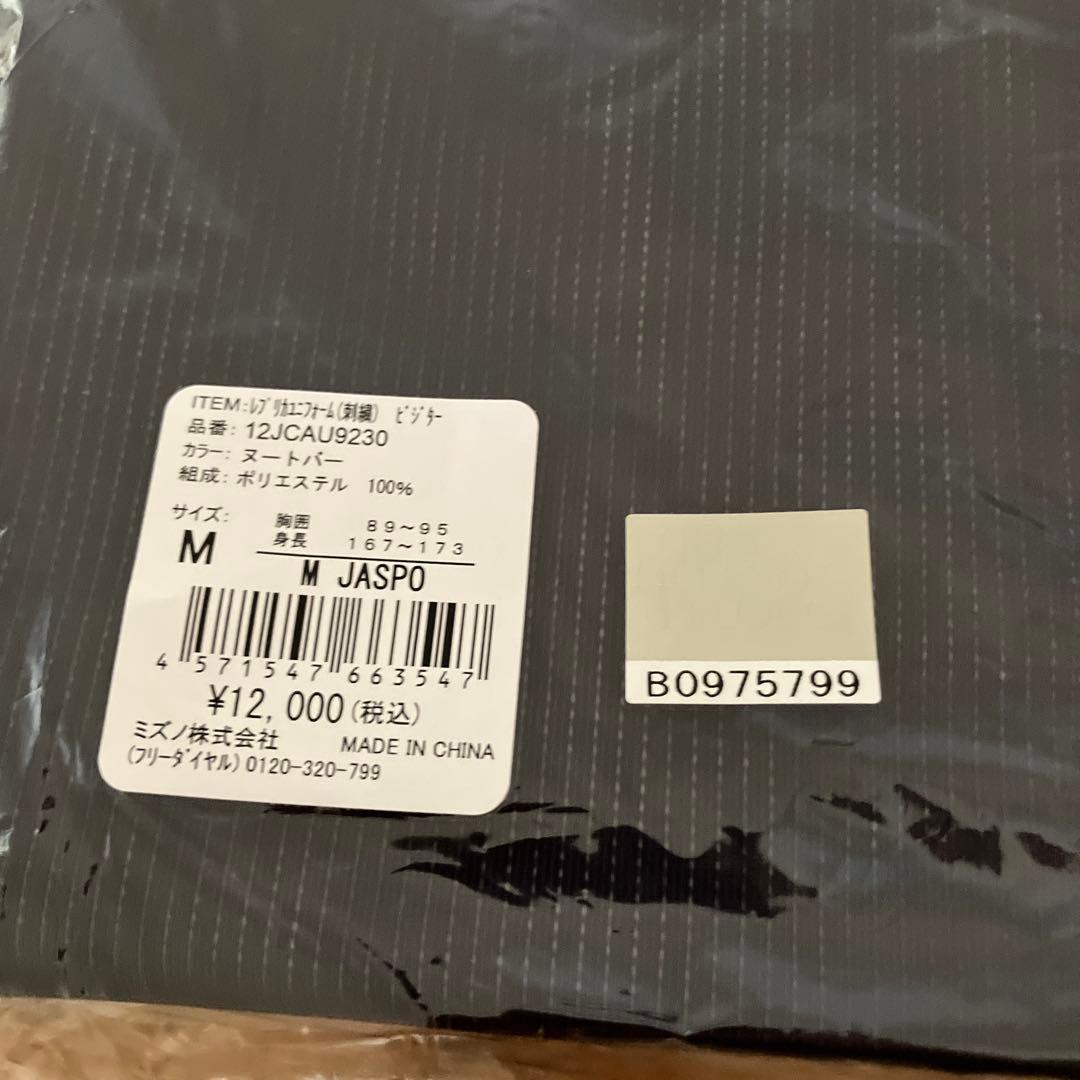 ITEM:ﾚﾌﾟﾘｶﾕﾆﾌｫｰﾑ(刺繍) ﾋﾞｼﾞﾀｰ
品番: 12JCAU9230
カラー: ヌートバー
組成: ポリエステル 100%
サイズ: 胸囲 89～95
M 身長 167～173
M JASPO
4 571547 663547
¥12,000(税込)
ミズノ株式会社 MADE IN CHINA
(フリーダイヤル) 0120-320-799
B0975799